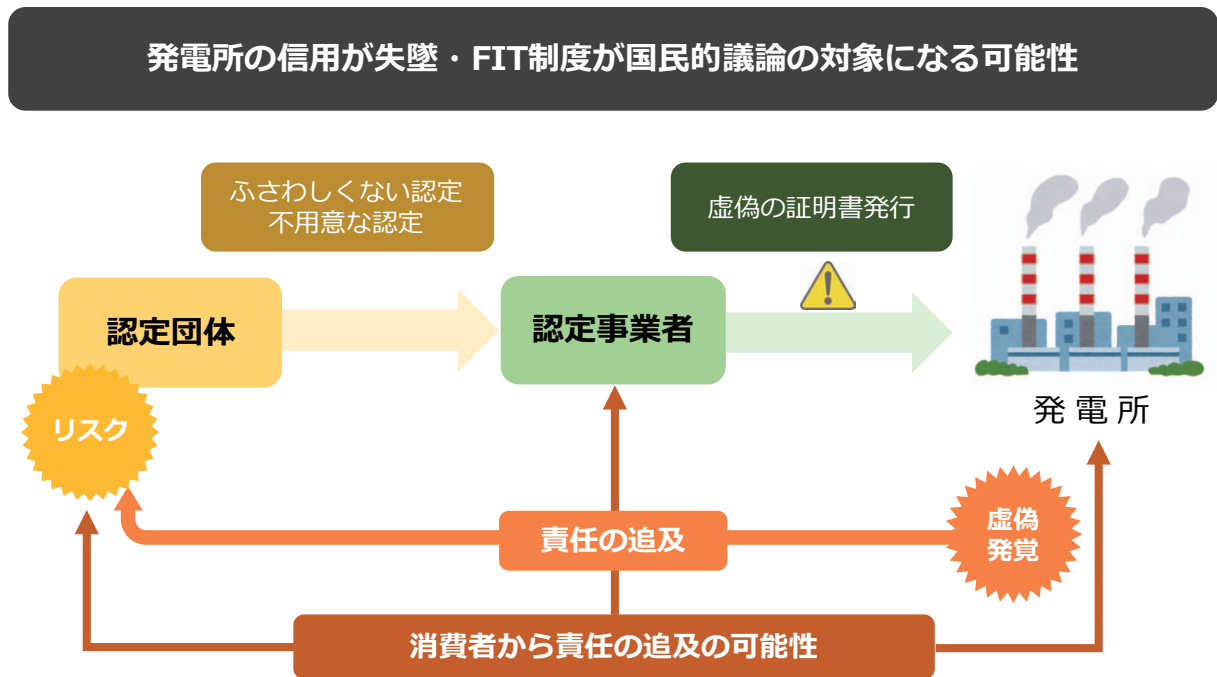 発電所の信用が失墜・FIT制度が国民的議論の対象になる可能性
ふさわしくない認定
不用意な認定
虚偽の証明書発行
認定団体
認定事業者
リスク
発電所
責任の追及
虚偽
発覚
消費者から責任の追及の可能性